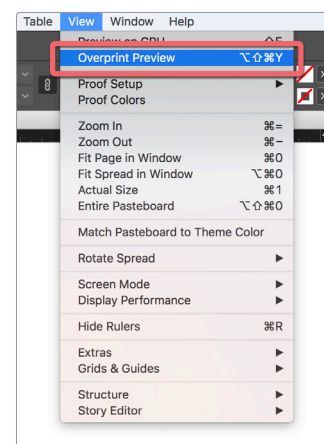 Table View Window Help
Preview on CPU ⇧E
Overprint Preview ⌥⇧⌘Y
Proof Setup ▶
Proof Colors
Zoom In ⌘=
Zoom Out ⌘−
Fit Page in Window ⌘0
Fit Spread in Window ⌥⌘0
Actual Size ⌘1
Entire Pasteboard ⌥⇧⌘0
Match Pasteboard to Theme Color
Rotate Spread ▶
Screen Mode ▶
Display Performance ▶
Hide Rulers ⌘R
Extras ▶
Grids & Guides ▶
Structure ▶
Story Editor ▶